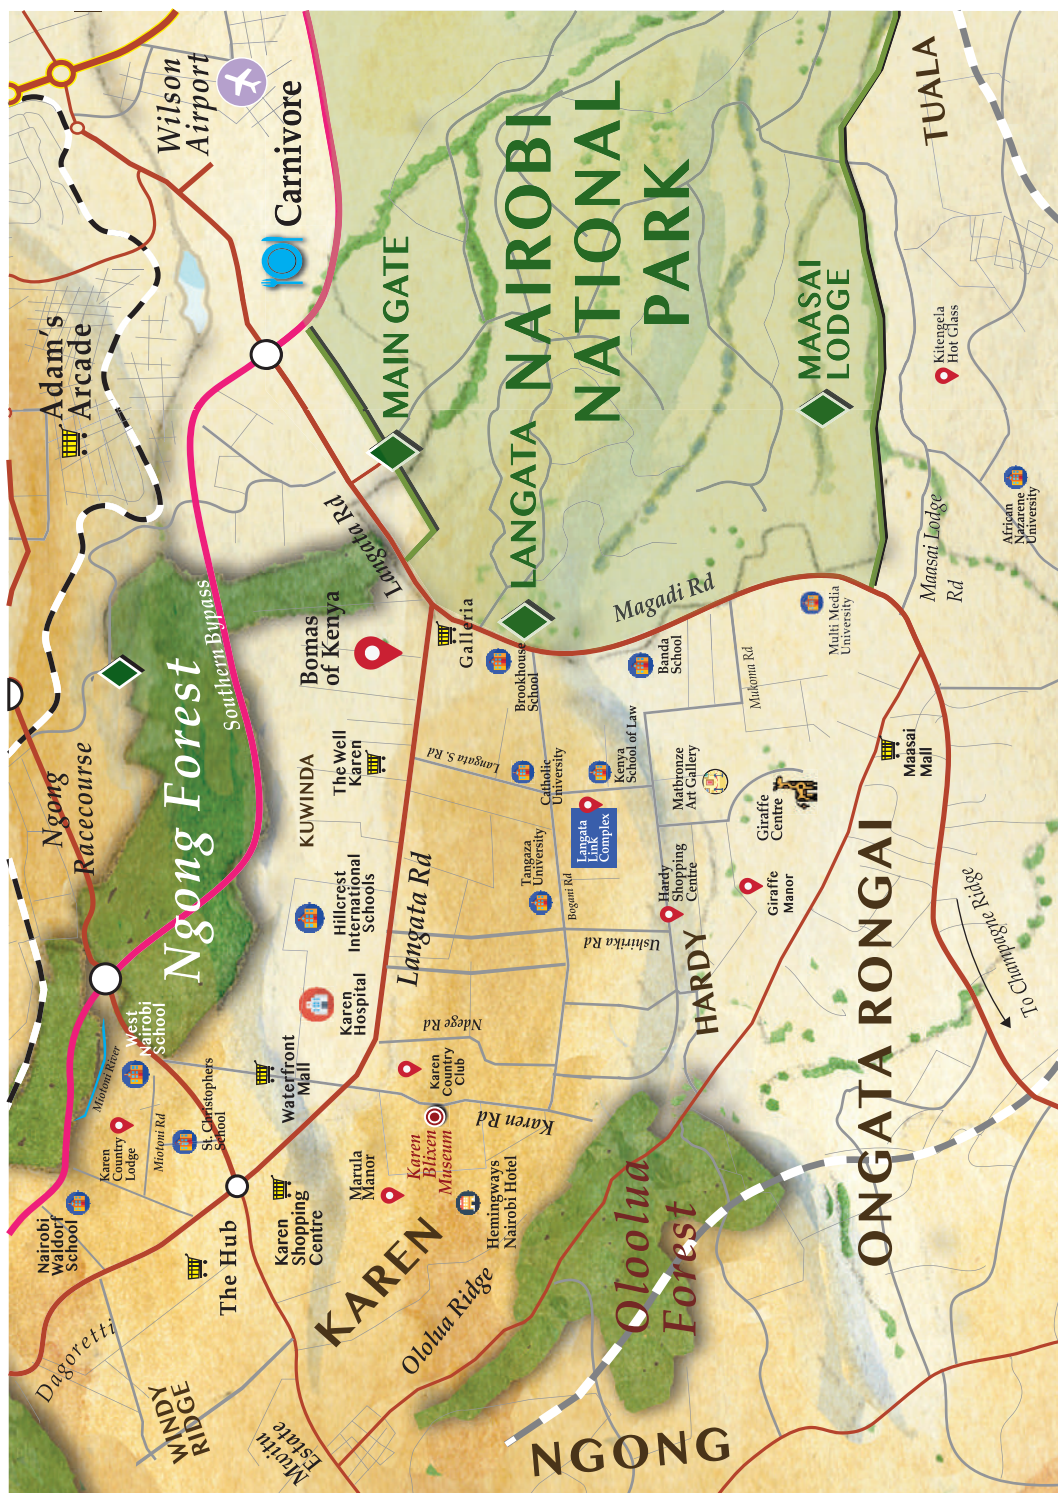 Wilson
Airport
Carnivore
Adam's
Arcade
MAIN GATE
NAIROBI
NATIONAL
PARK
TUALA
MAASAI
LODGE
Kitengela
Hot Glass
African
Nazarene
University
Maasai Lodge
Rd
LANGATA
Langata Rd
Magadi Rd
Southern Bypass
Ngong Forest
Ngong
Racecourse
Bomas
of Kenya
Galleria
Brookhouse
School
Banda
School
Multi Media
University
Mukoma Rd
KUWINDA
The Well
Karen
Langata S. Rd
Catholic
University
Kenya
School of Law
Matbronze
Art Gallery
Giraffe
Centre
Maasai
Mall
Langata
Link
Complex
Tangaza
University
Bogani Rd
Hardy
Shopping
Centre
Giraffe
Manor
Hillcrest
International
Schools
Langata Rd
Ushirika Rd
HARDY
ONGATA RONGAI
To Champagne Ridge
Karen
Hospital
Ndege Rd
West
Nairobi
School
Miotoni River
Karen
Country
Lodge
Miotoni Rd
St. Christophers
School
Waterfront
Mall
Karen
Country
Club
Karen Rd
Karen
Blixen
Museum
Marula
Manor
Hemingways
Nairobi Hotel
Nairobi
Waldorf
School
The Hub
Karen
Shopping
Centre
KAREN
Ololua Ridge
Oloolua
Forest
Dagoretti
WINDY
RIDGE
Mwitu
Estate
NGONG